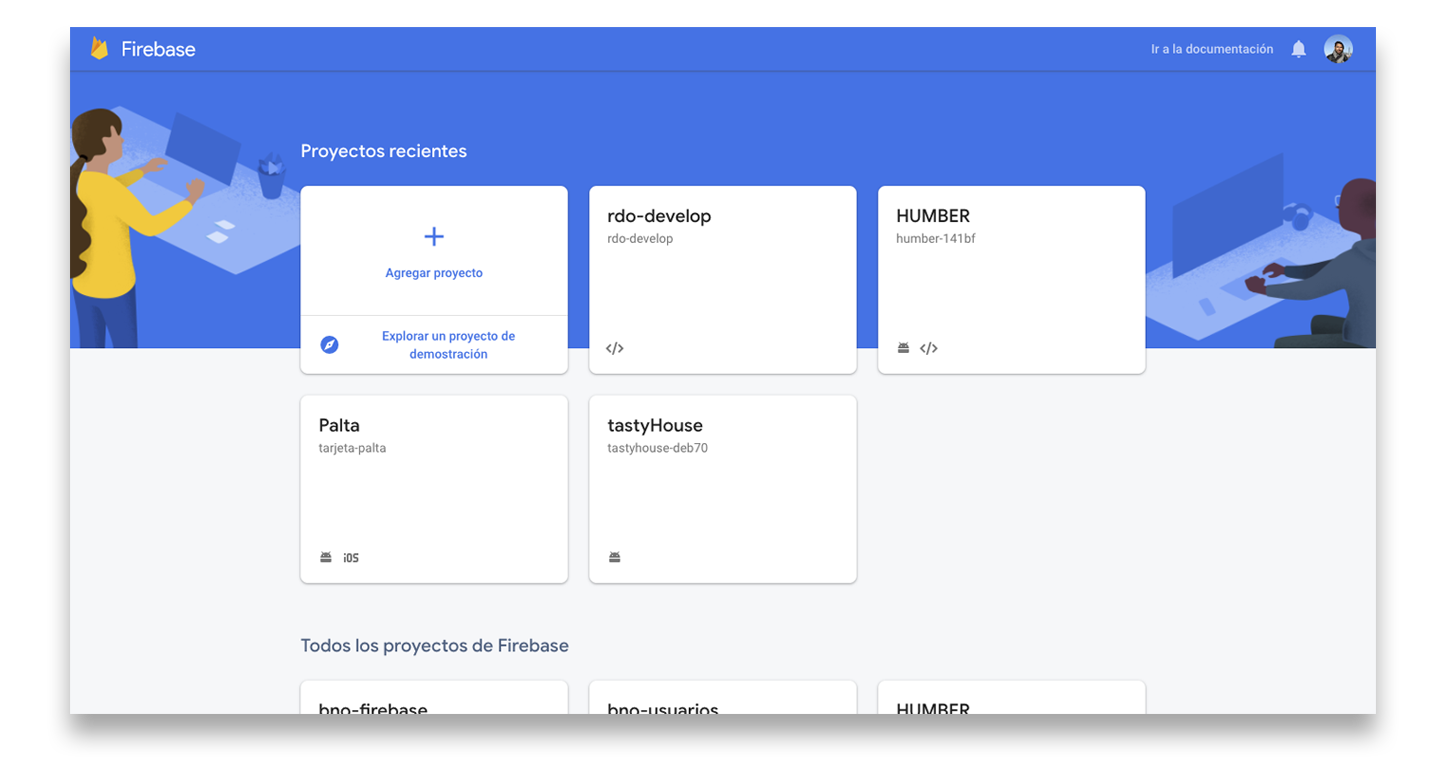 Firebase
Ir a la documentación
Proyectos recientes
Agregar proyecto
Explorar un proyecto de
demostración
rdo-develop
rdo-develop
HUMBER
humber-141bf
Palta
tarjeta-palta
iOS
tastyHouse
tastyhouse-deb70
Todos los proyectos de Firebase
bno-firebase
bno-usuarios
HUMBER